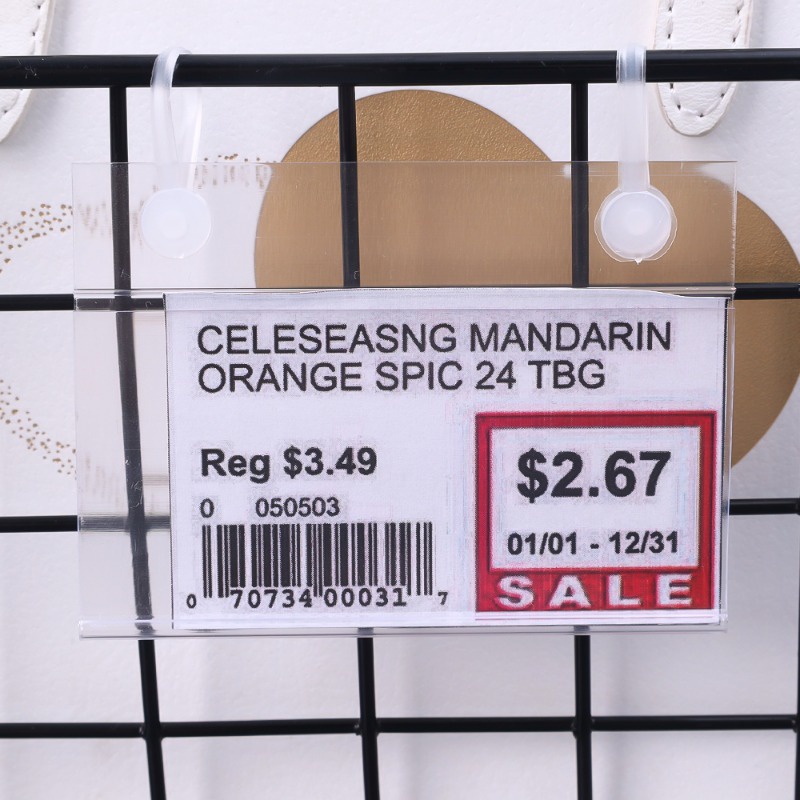 CELESEASNG MANDARIN
ORANGE SPIC 24 TBG
Reg $3.49
0 050503
0 70734 00031 7
$2.67
01/01 - 12/31
SALE